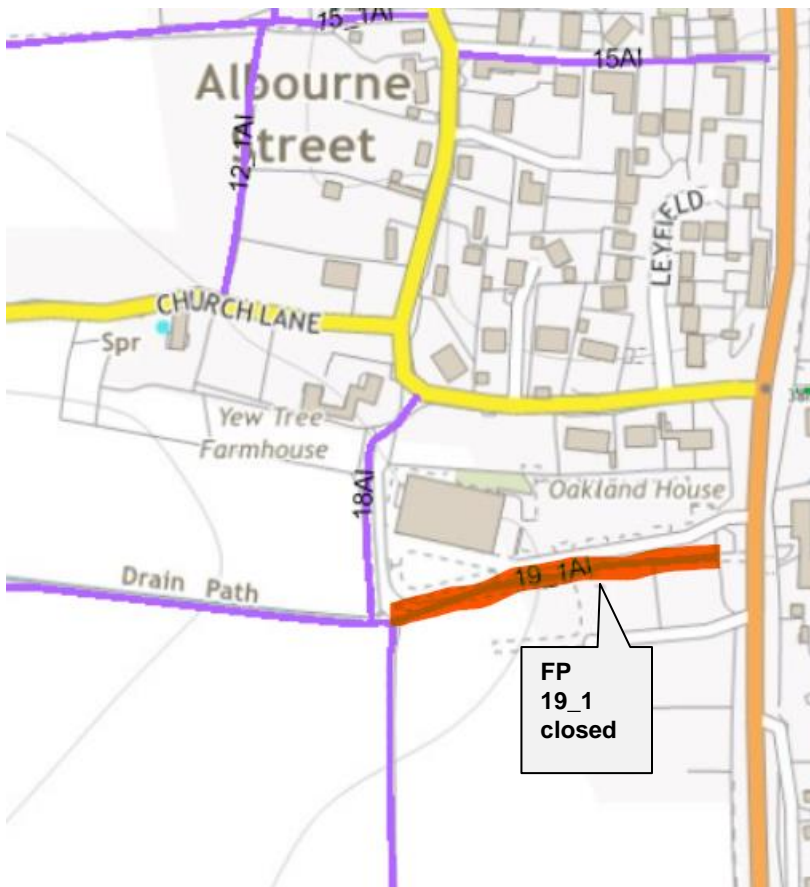 15_1Al
15Al
Albourne
Street
12_1Al
LEYFIELD
CHURCH LANE
Spr
Yew Tree
Farmhouse
18Al
Oakland House
Drain Path
19_1Al
FP
19_1
closed